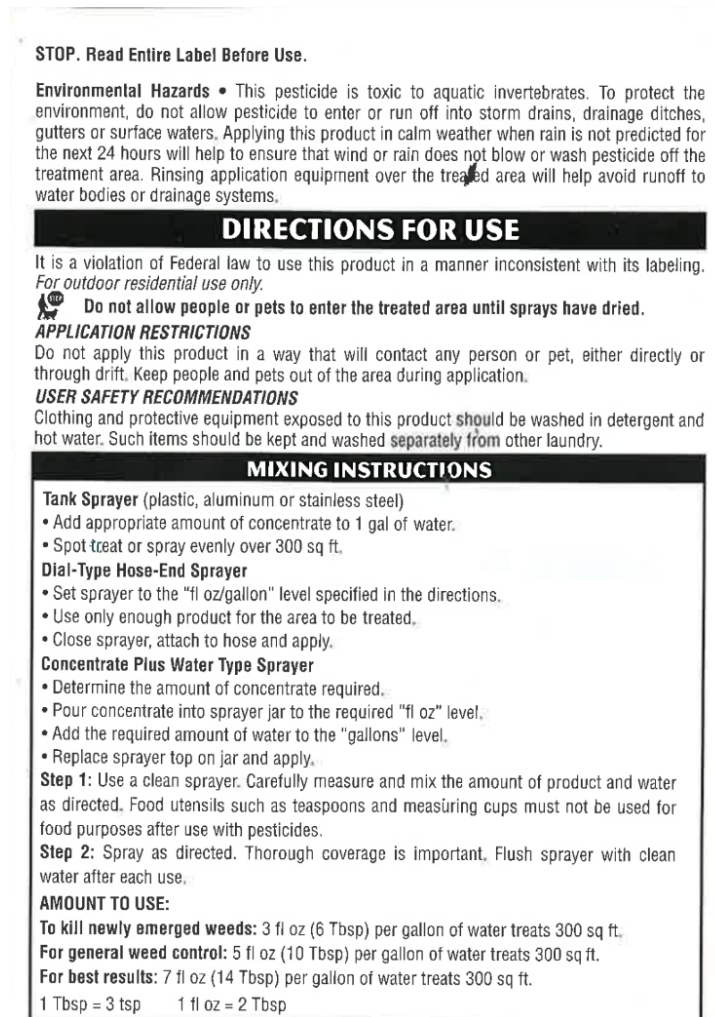 STOP. Read Entire Label Before Use.
Environmental Hazards • This pesticide is toxic to aquatic invertebrates. To protect the
environment, do not allow pesticide to enter or run off into storm drains, drainage ditches,
gutters or surface waters. Applying this product in calm weather when rain is not predicted for
the next 24 hours will help to ensure that wind or rain does not blow or wash pesticide off the
treatment area. Rinsing application equipment over the treated area will help avoid runoff to
water bodies or drainage systems.
DIRECTIONS FOR USE
It is a violation of Federal law to use this product in a manner inconsistent with its labeling.
For outdoor residential use only.
STOP Do not allow people or pets to enter the treated area until sprays have dried.
APPLICATION RESTRICTIONS
Do not apply this product in a way that will contact any person or pet, either directly or
through drift. Keep people and pets out of the area during application.
USER SAFETY RECOMMENDATIONS
Clothing and protective equipment exposed to this product should be washed in detergent and
hot water. Such items should be kept and washed separately from other laundry.
MIXING INSTRUCTIONS
Tank Sprayer (plastic, aluminum or stainless steel)
• Add appropriate amount of concentrate to 1 gal of water.
• Spot treat or spray evenly over 300 sq ft.
Dial-Type Hose-End Sprayer
• Set sprayer to the "fl oz/gallon" level specified in the directions.
• Use only enough product for the area to be treated.
• Close sprayer, attach to hose and apply.
Concentrate Plus Water Type Sprayer
• Determine the amount of concentrate required.
• Pour concentrate into sprayer jar to the required "fl oz" level.
• Add the required amount of water to the "gallons" level.
• Replace sprayer top on jar and apply.
Step 1: Use a clean sprayer. Carefully measure and mix the amount of product and water
as directed. Food utensils such as teaspoons and measuring cups must not be used for
food purposes after use with pesticides.
Step 2: Spray as directed. Thorough coverage is important. Flush sprayer with clean
water after each use.
AMOUNT TO USE:
To kill newly emerged weeds: 3 fl oz (6 Tbsp) per gallon of water treats 300 sq ft.
For general weed control: 5 fl oz (10 Tbsp) per gallon of water treats 300 sq ft.
For best results: 7 fl oz (14 Tbsp) per gallon of water treats 300 sq ft.
1 Tbsp = 3 tsp 1 fl oz = 2 Tbsp